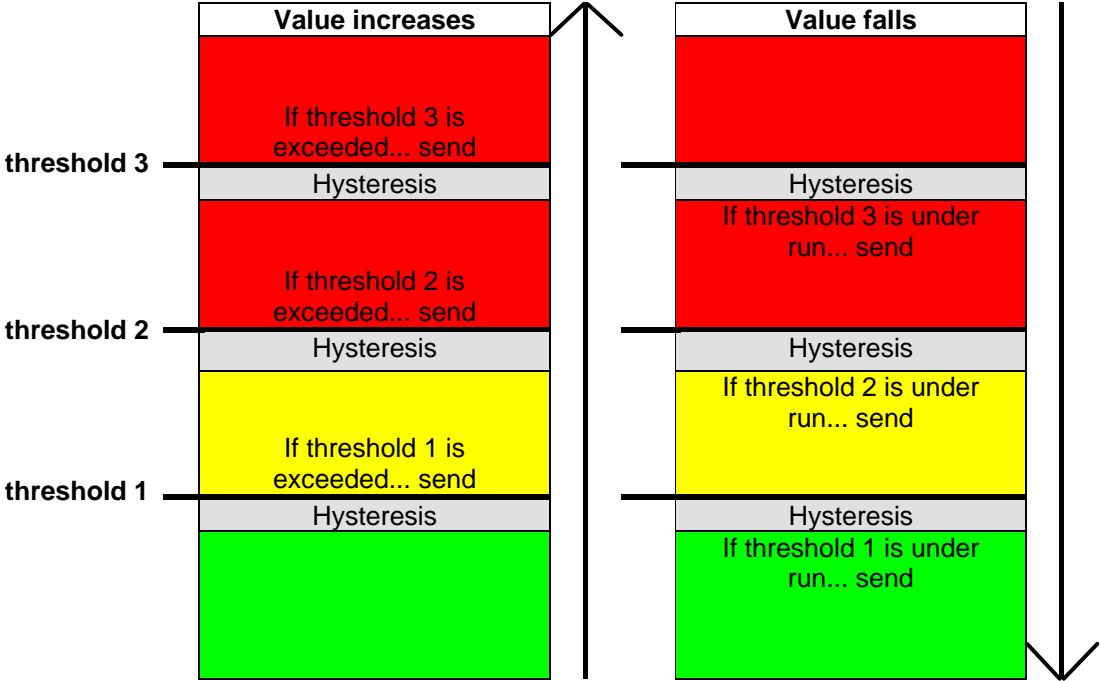 Value increases
If threshold 3 is
exceeded... send
threshold 3
Hysteresis
If threshold 2 is
exceeded... send
threshold 2
Hysteresis
If threshold 1 is
exceeded... send
threshold 1
Hysteresis
Value falls
Hysteresis
If threshold 3 is under
run... send
Hysteresis
If threshold 2 is under
run... send
Hysteresis
If threshold 1 is under
run... send